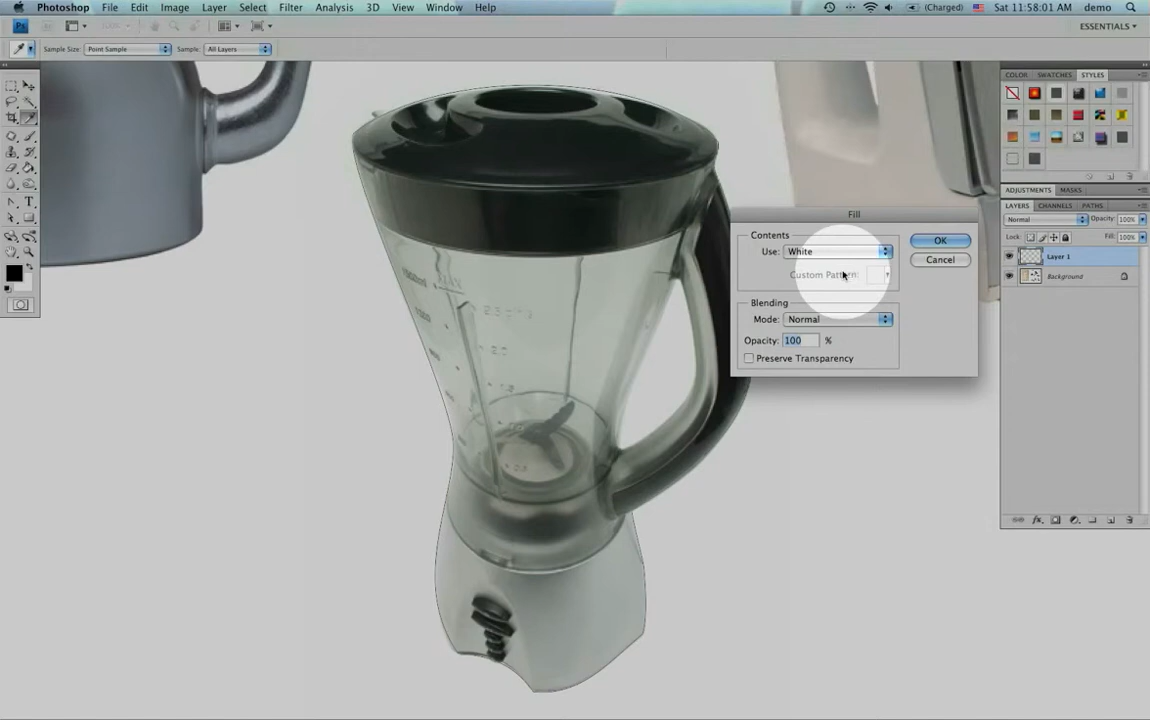 Photoshop File Edit Image Layer Select Filter Analysis 3D View Window Help (Charged) Sat 11:58:01 AM demo
Ps ESSENTIALS
Sample Size: Point Sample Sample: All Layers
COLOR SWATCHES STYLES
Fill
Contents
Use: White
Custom Pattern:
OK
Cancel
Blending
Mode: Normal
Opacity: 100 %
Preserve Transparency
ADJUSTMENTS MASKS
LAYERS CHANNELS PATHS
Normal Opacity: 100%
Lock: Fill: 100%
Layer 1
Background
MAX